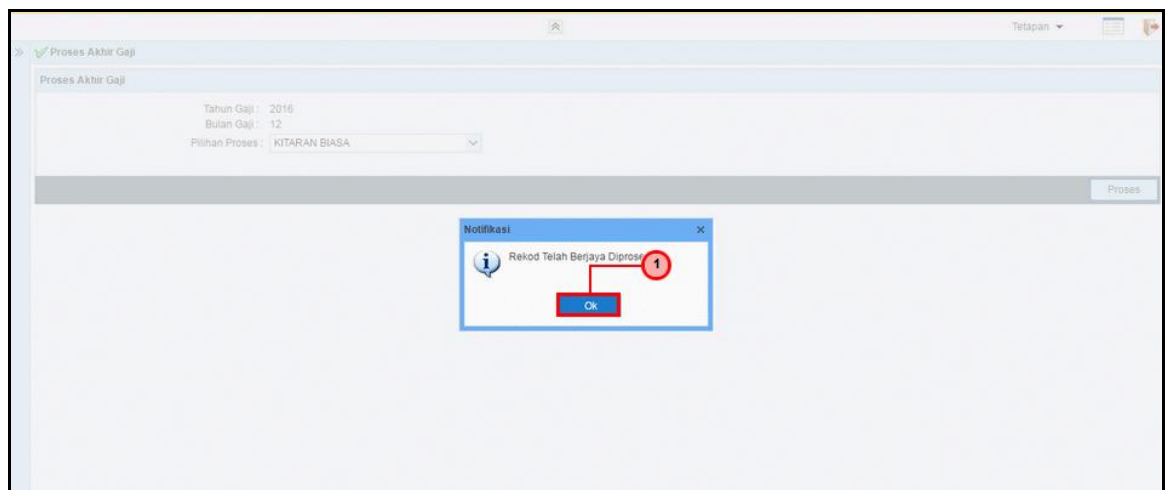 Tetapan
Proses Akhir Gaji
Proses Akhir Gaji
Tahun Gaji : 2016
Bulan Gaji : 12
Pilihan Proses : KITARAN BIASA
Proses
Notifikasi
Rekod Telah Berjaya Diproses
1
Ok